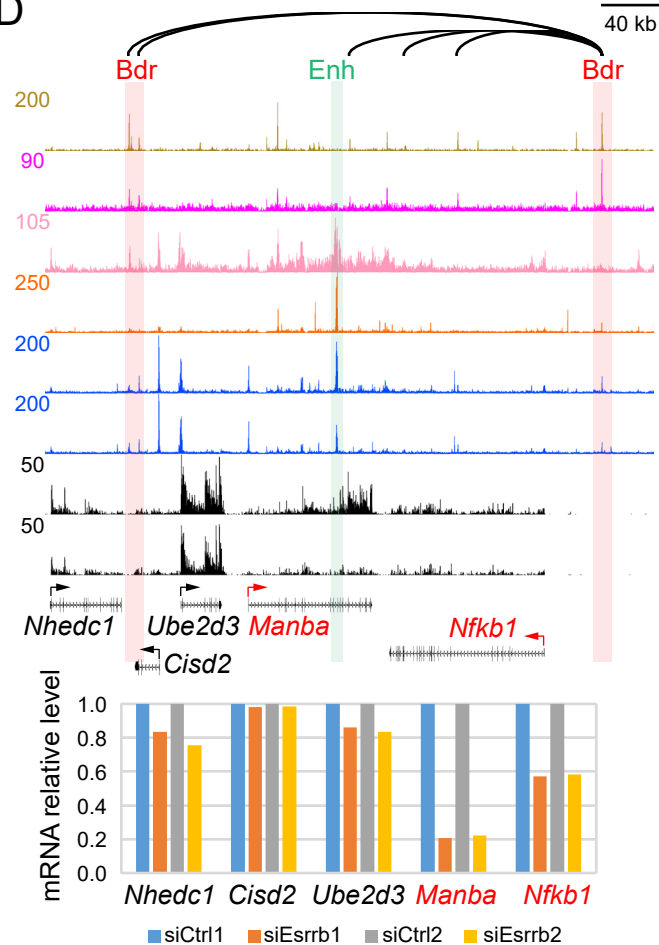 D
40 kb
Bdr Enh Bdr
200
90
105
250
200
200
50
50
Nhedc1 Ube2d3 Manba Nfkb1
Cisd2
mRNA relative level
1.0
0.8
0.6
0.4
0.2
0.0
Nhedc1 Cisd2 Ube2d3 Manba Nfkb1
siCtrl1 siEsrrb1 siCtrl2 siEsrrb2